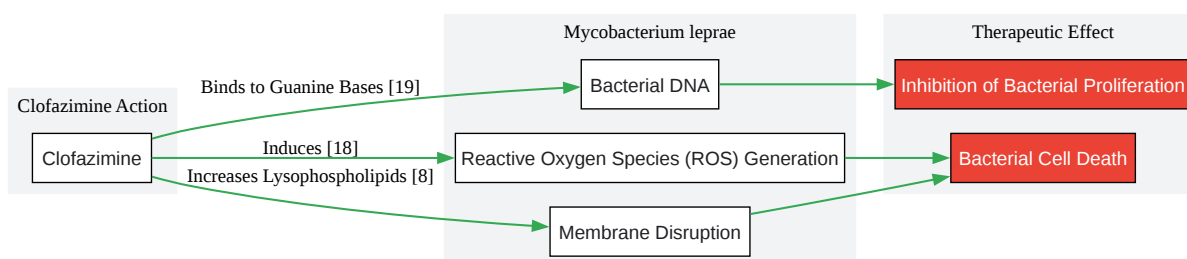 Mycobacterium leprae
Therapeutic Effect
Binds to Guanine Bases [19]
Bacterial DNA
Inhibition of Bacterial Proliferation
Clofazimine Action
Clofazimine
Induces [18]
Reactive Oxygen Species (ROS) Generation
Bacterial Cell Death
Increases Lysophospholipids [8]
Membrane Disruption